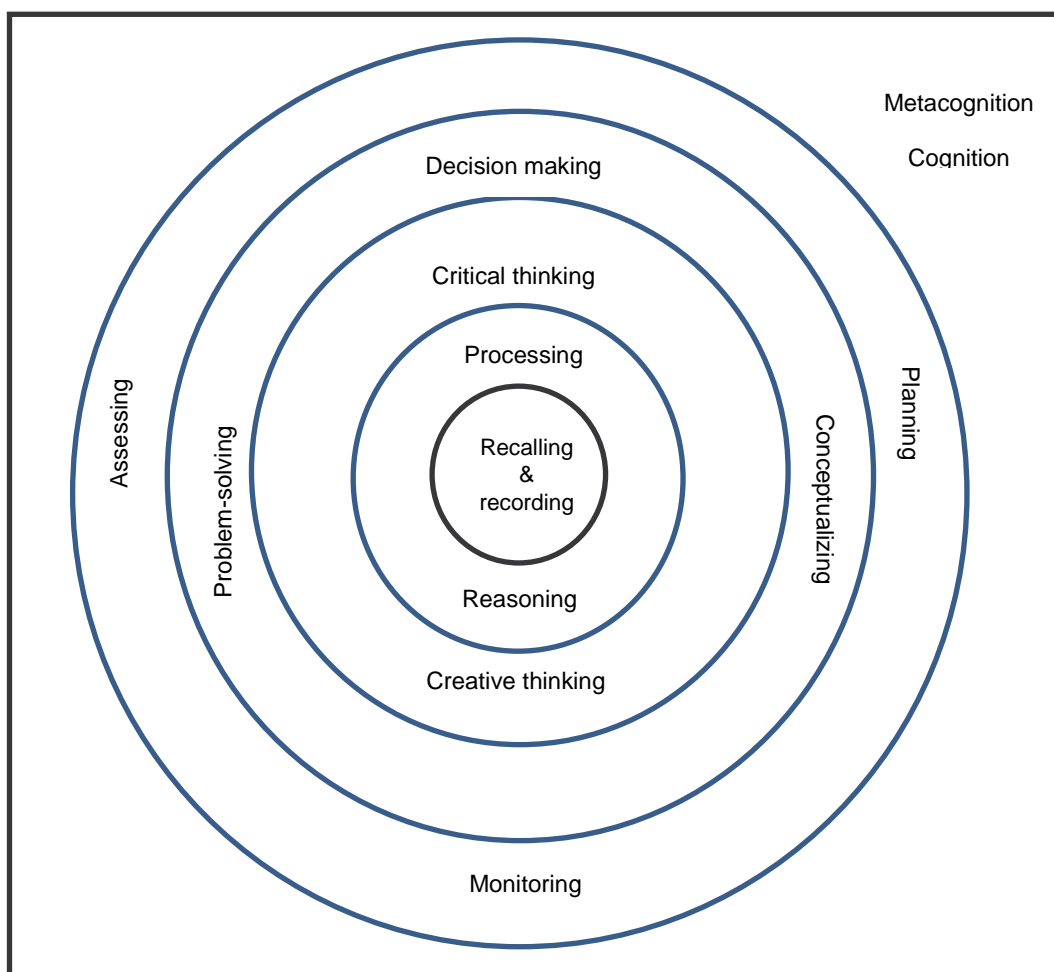 Metacognition
Cognition
Decision making
Critical thinking
Processing
Recalling
&
recording
Reasoning
Creative thinking
Monitoring
Assessing
Problem-solving
Conceptualizing
Planning